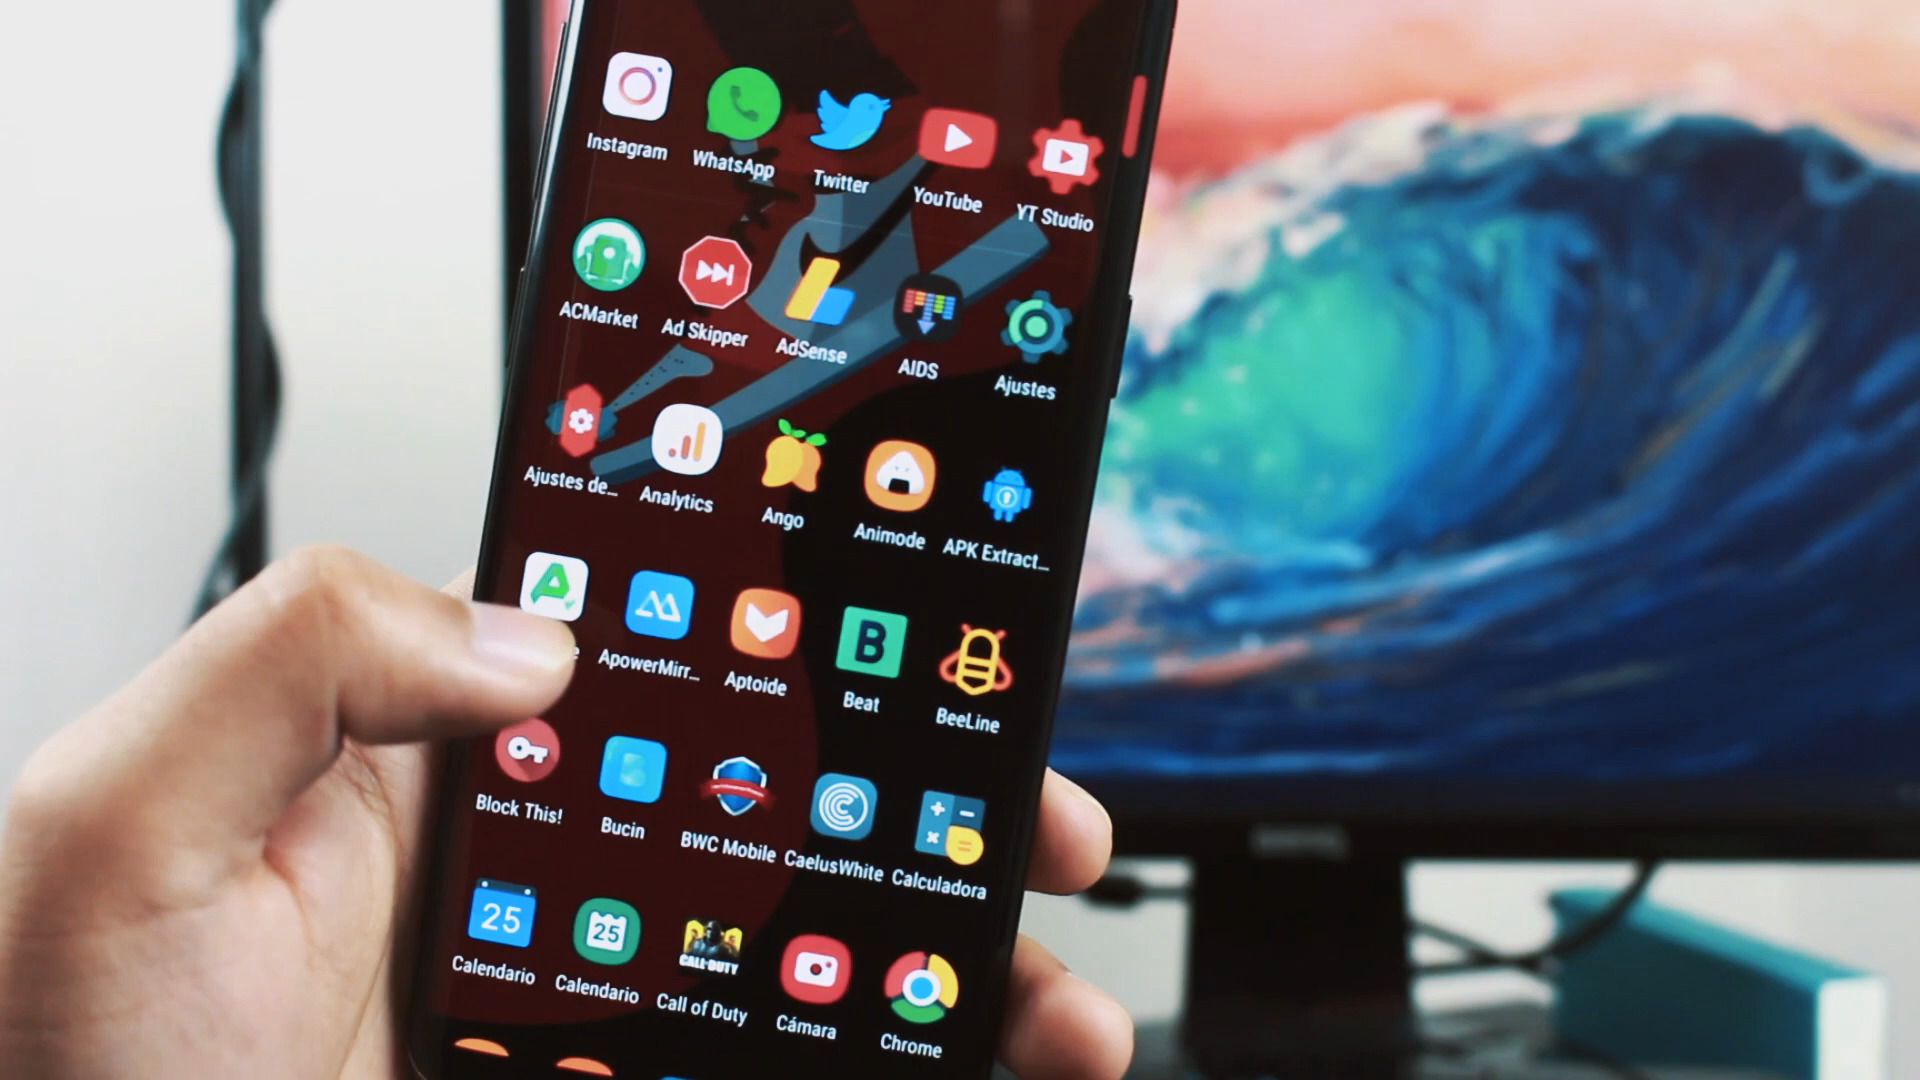 Instagram
WhatsApp
Twitter
YouTube
YT Studio
ACMarket
Ad Skipper
AdSense
AIDS
Ajustes
Ajustes de...
Analytics
Ango
Animode
APK Extract...
ApowerMirr...
Aptoide
B
Beat
BeeLine
Block This!
B
Bucin
BWC Mobile
CaelusWhite
Calculadora
25
Calendario
25
Calendario
CALL OF DUTY
Call of Duty
Cámara
Chrome